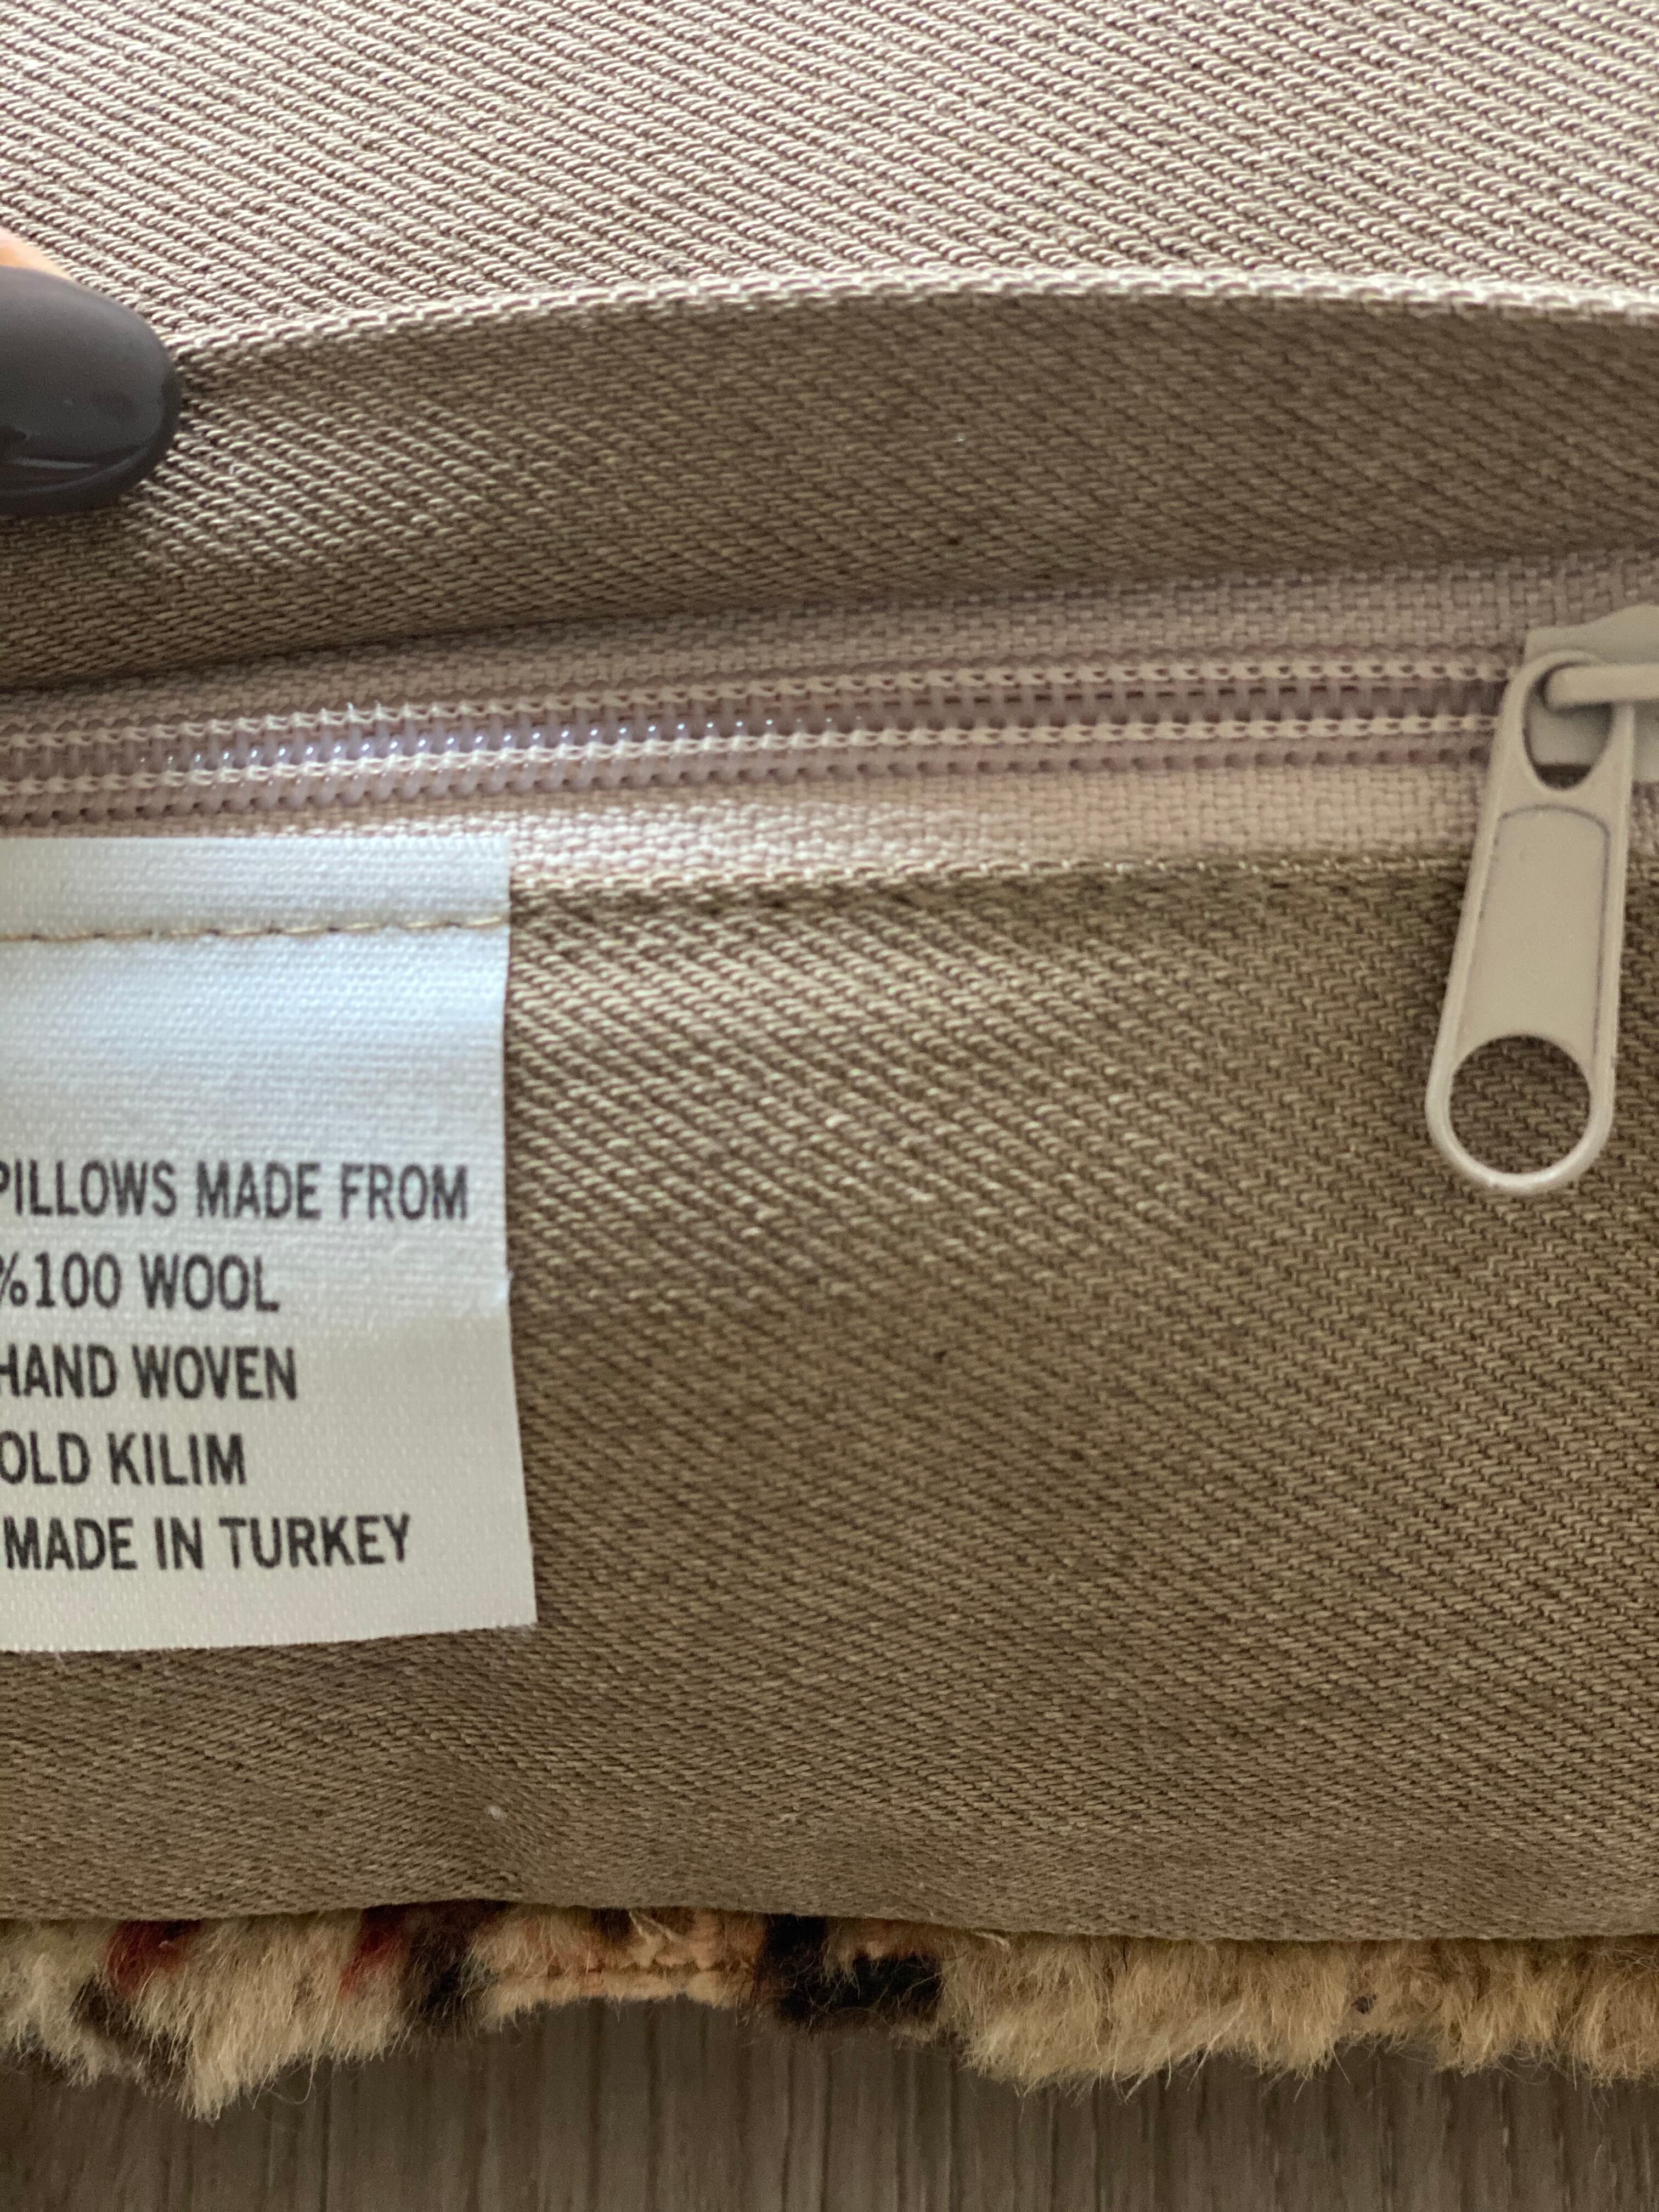 PILLOWS MADE FROM
%100 WOOL
HAND WOVEN
OLD KILIM
MADE IN TURKEY